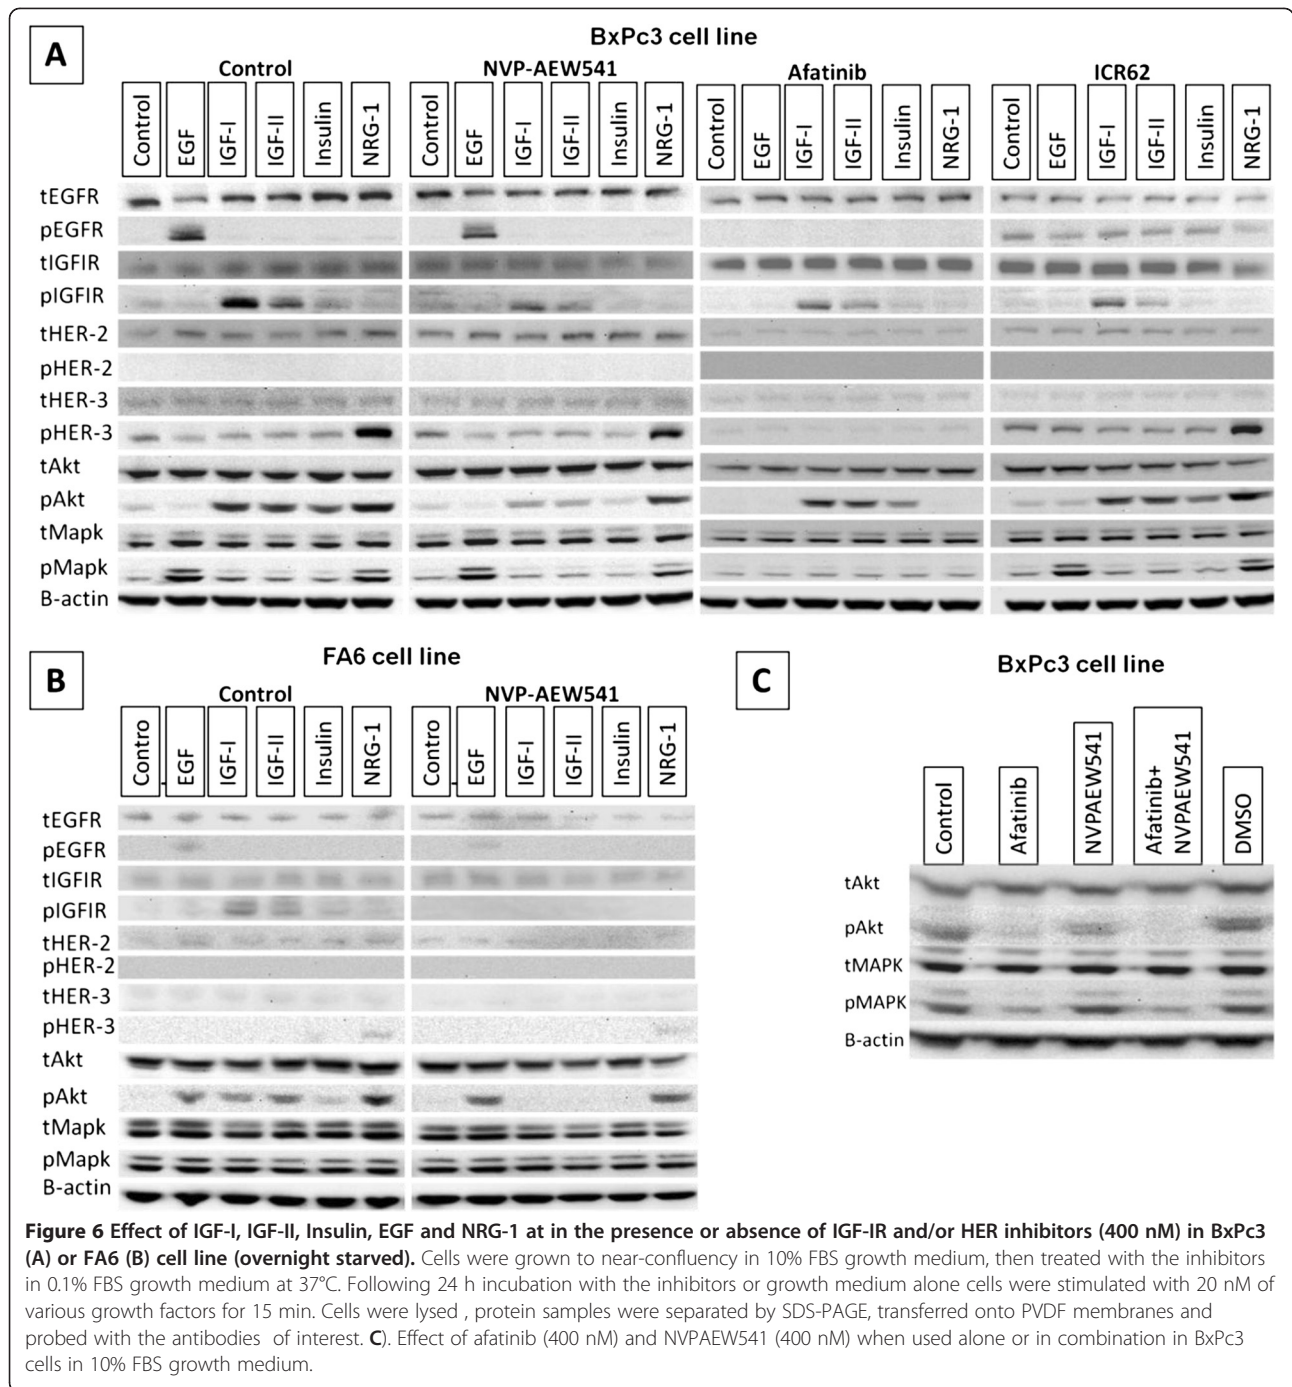 A
BxPc3 cell line
Control
NVP-AEW541
Afatinib
ICR62
Control EGF IGF-I IGF-II Insulin NRG-1
Control EGF IGF-I IGF-II Insulin NRG-1
Control EGF IGF-I IGF-II Insulin NRG-1
Control EGF IGF-I IGF-II Insulin NRG-1
tEGFR
pEGFR
tIGFIR
pIGFIR
tHER-2
pHER-2
tHER-3
pHER-3
tAkt
pAkt
tMapk
pMapk
B-actin
B
FA6 cell line
Control
NVP-AEW541
Contro EGF IGF-I IGF-II Insulin NRG-1
Contro EGF IGF-I IGF-II Insulin NRG-1
tEGFR
pEGFR
tIGFIR
pIGFIR
tHER-2
pHER-2
tHER-3
pHER-3
tAkt
pAkt
tMapk
pMapk
B-actin
C
BxPc3 cell line
Control
Afatinib
NVPAEW541
Afatinib+
NVPAEW541
DMSO
tAkt
pAkt
tMAPK
pMAPK
B-actin
Figure 6 Effect of IGF-I, IGF-II, Insulin, EGF and NRG-1 at in the presence or absence of IGF-IR and/or HER inhibitors (400 nM) in BxPc3
(A) or FA6 (B) cell line (overnight starved). Cells were grown to near-confluency in 10% FBS growth medium, then treated with the inhibitors
in 0.1% FBS growth medium at 37°C. Following 24 h incubation with the inhibitors or growth medium alone cells were stimulated with 20 nM of
various growth factors for 15 min. Cells were lysed , protein samples were separated by SDS-PAGE, transferred onto PVDF membranes and
probed with the antibodies of interest. C). Effect of afatinib (400 nM) and NVPAEW541 (400 nM) when used alone or in combination in BxPc3
cells in 10% FBS growth medium.